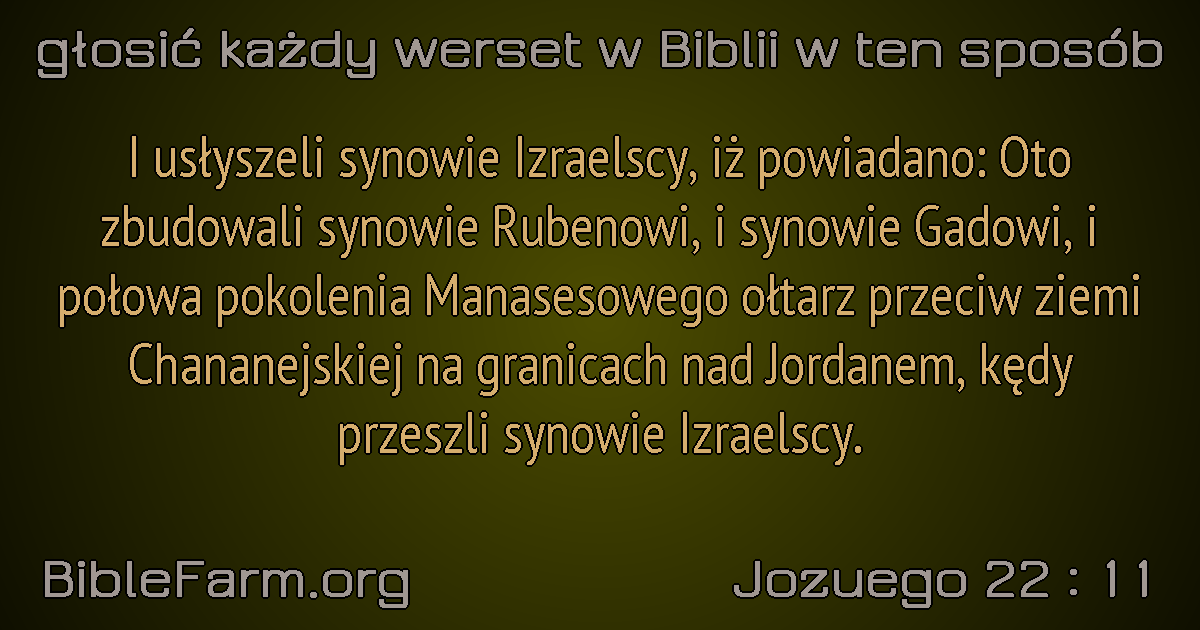 głosić każdy werset w Biblii w ten sposób
I usłyszeli synowie Izraelscy, iż powiadano: Oto
zbudowali synowie Rubenowi, i synowie Gadowi, i
połowa pokolenia Manasesowego ołtarz przeciw ziemi
Chananejskiej na granicach nad Jordanem, kędy
przeszli synowie Izraelscy.
BibleFarm.org
Jozuego 22 : 11